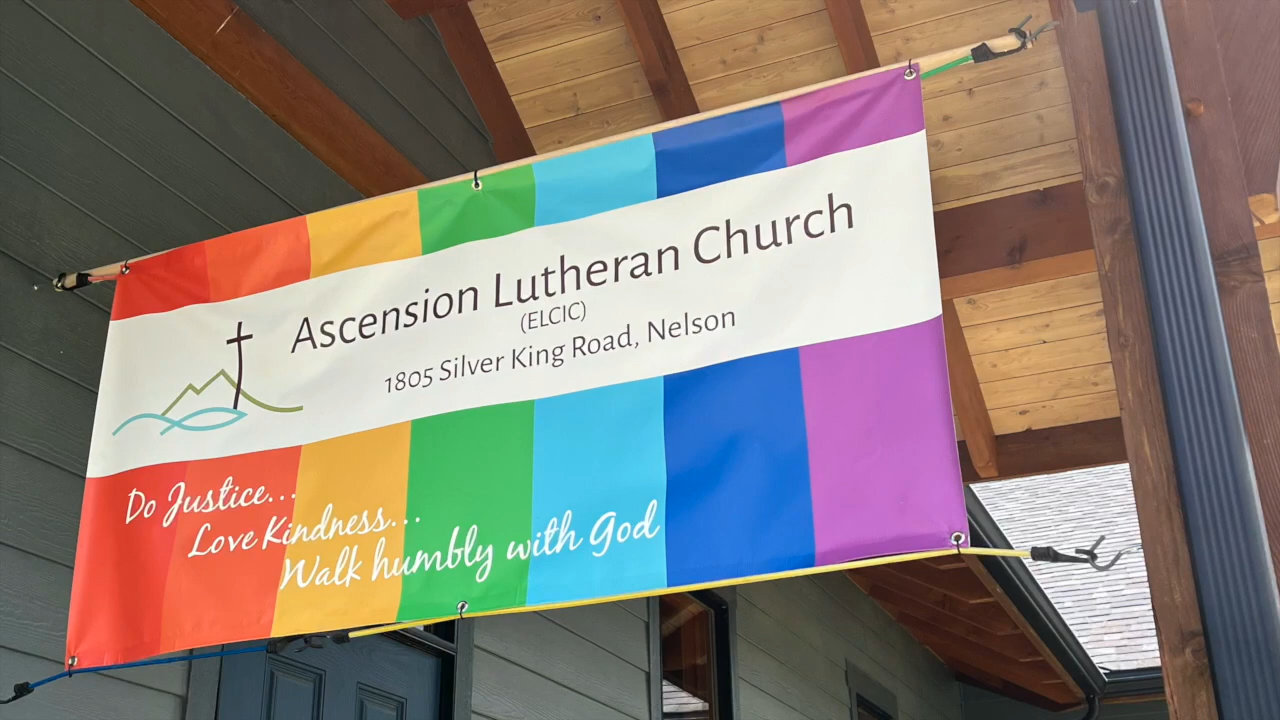 Ascension Lutheran Church
(ELCIC)
1805 Silver King Road, Nelson
Do Justice...
Love Kindness...
Walk humbly with God